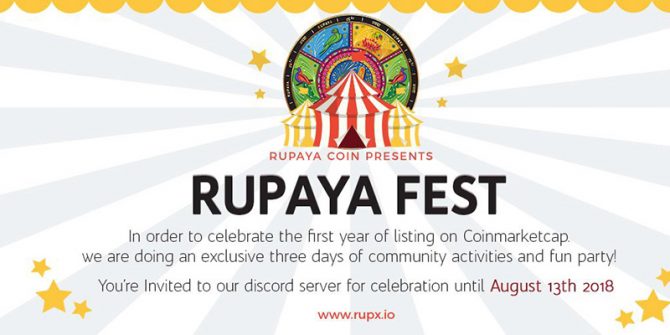 RUPAYA COIN PRESENTS
RUPAYA FEST
In order to celebrate the first year of listing on Coinmarketcap.
we are doing an exclusive three days of community activities and fun party!
You're Invited to our discord server for celebration until August 13th 2018
www.rupx.io